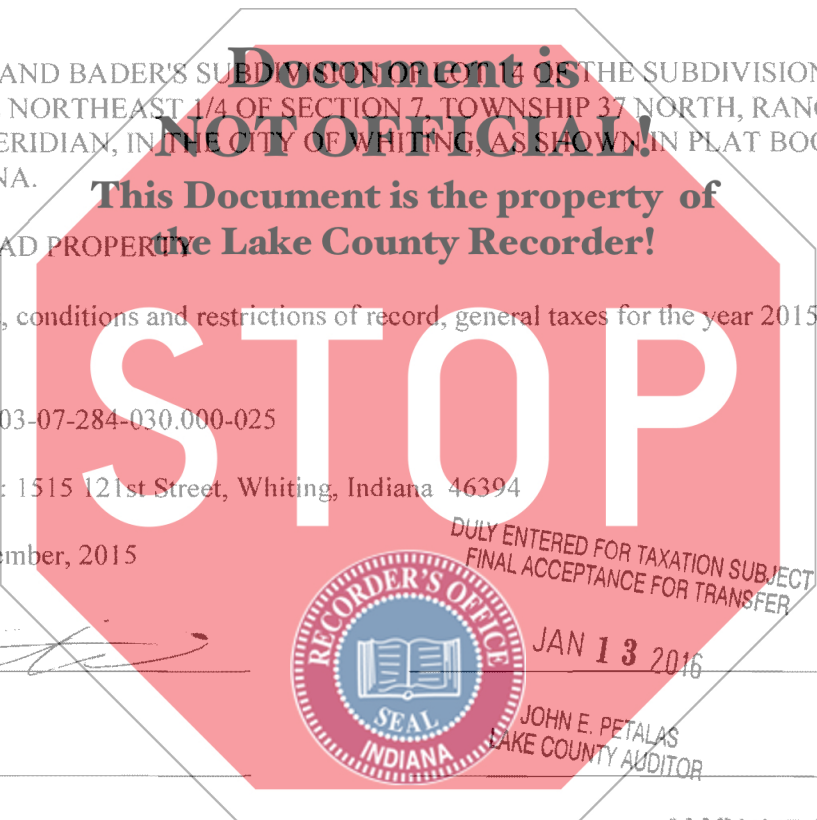 Document is
AND BADER'S SUBDIVISION OF LOT 14 OF THE SUBDIVISION
NORTHEAST 1/4 OF SECTION 7, TOWNSHIP 37 NORTH, RANG
NOT OFFICIAL!
ERIDIAN, IN THE CITY OF WHITING, AS SHOWN IN PLAT BOO
NA.
This Document is the property of
the Lake County Recorder!
AD PROPERTY
, conditions and restrictions of record, general taxes for the year 2015
STOP
03-07-284-030.000-025
: 1515 121st Street, Whiting, Indiana 46394
DULY ENTERED FOR TAXATION SUBJECT
FINAL ACCEPTANCE FOR TRANSFER
ember, 2015
RECORDER'S OFFICE
SEAL
INDIANA
JAN 13 2016
JOHN E. PETALAS
LAKE COUNTY AUDITOR